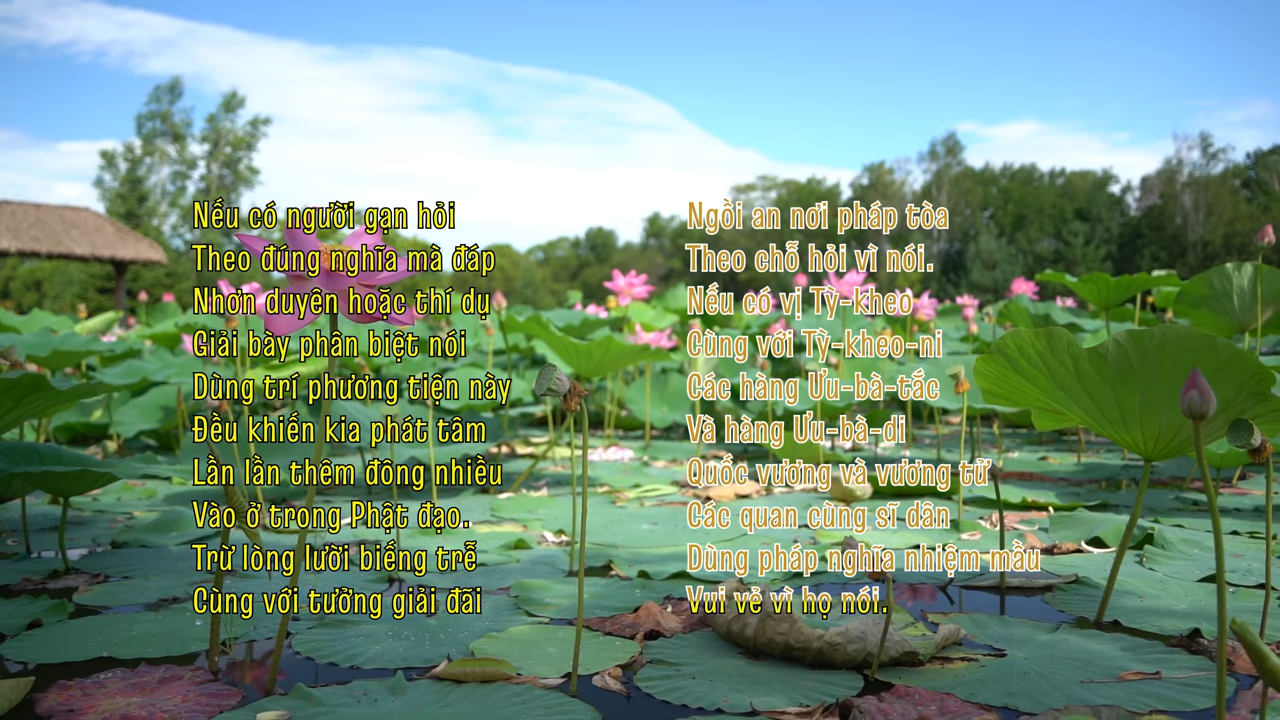 Nếu có người gạn hỏi
Theo đúng nghĩa mà đáp
Nhơn duyên hoặc thí dụ
Giải bày phân biệt nói
Dùng trí phương tiện này
Đều khiến kia phát tâm
Lần lần thêm đông nhiều
Vào ở trong Phật đạo.
Trừ lòng lười biếng trễ
Cùng với tưởng giải đãi
Ngồi an nơi pháp tòa
Theo chỗ hỏi vì nói.
Nếu có vị Tỳ-kheo
Cùng với Tỳ-kheo-ni
Các hàng Ưu-bà-tắc
Và hàng Ưu-bà-di
Quốc vương và vương tử
Các quan cùng sĩ dân
Dùng pháp nghĩa nhiệm mầu
Vui vẻ vì họ nói.